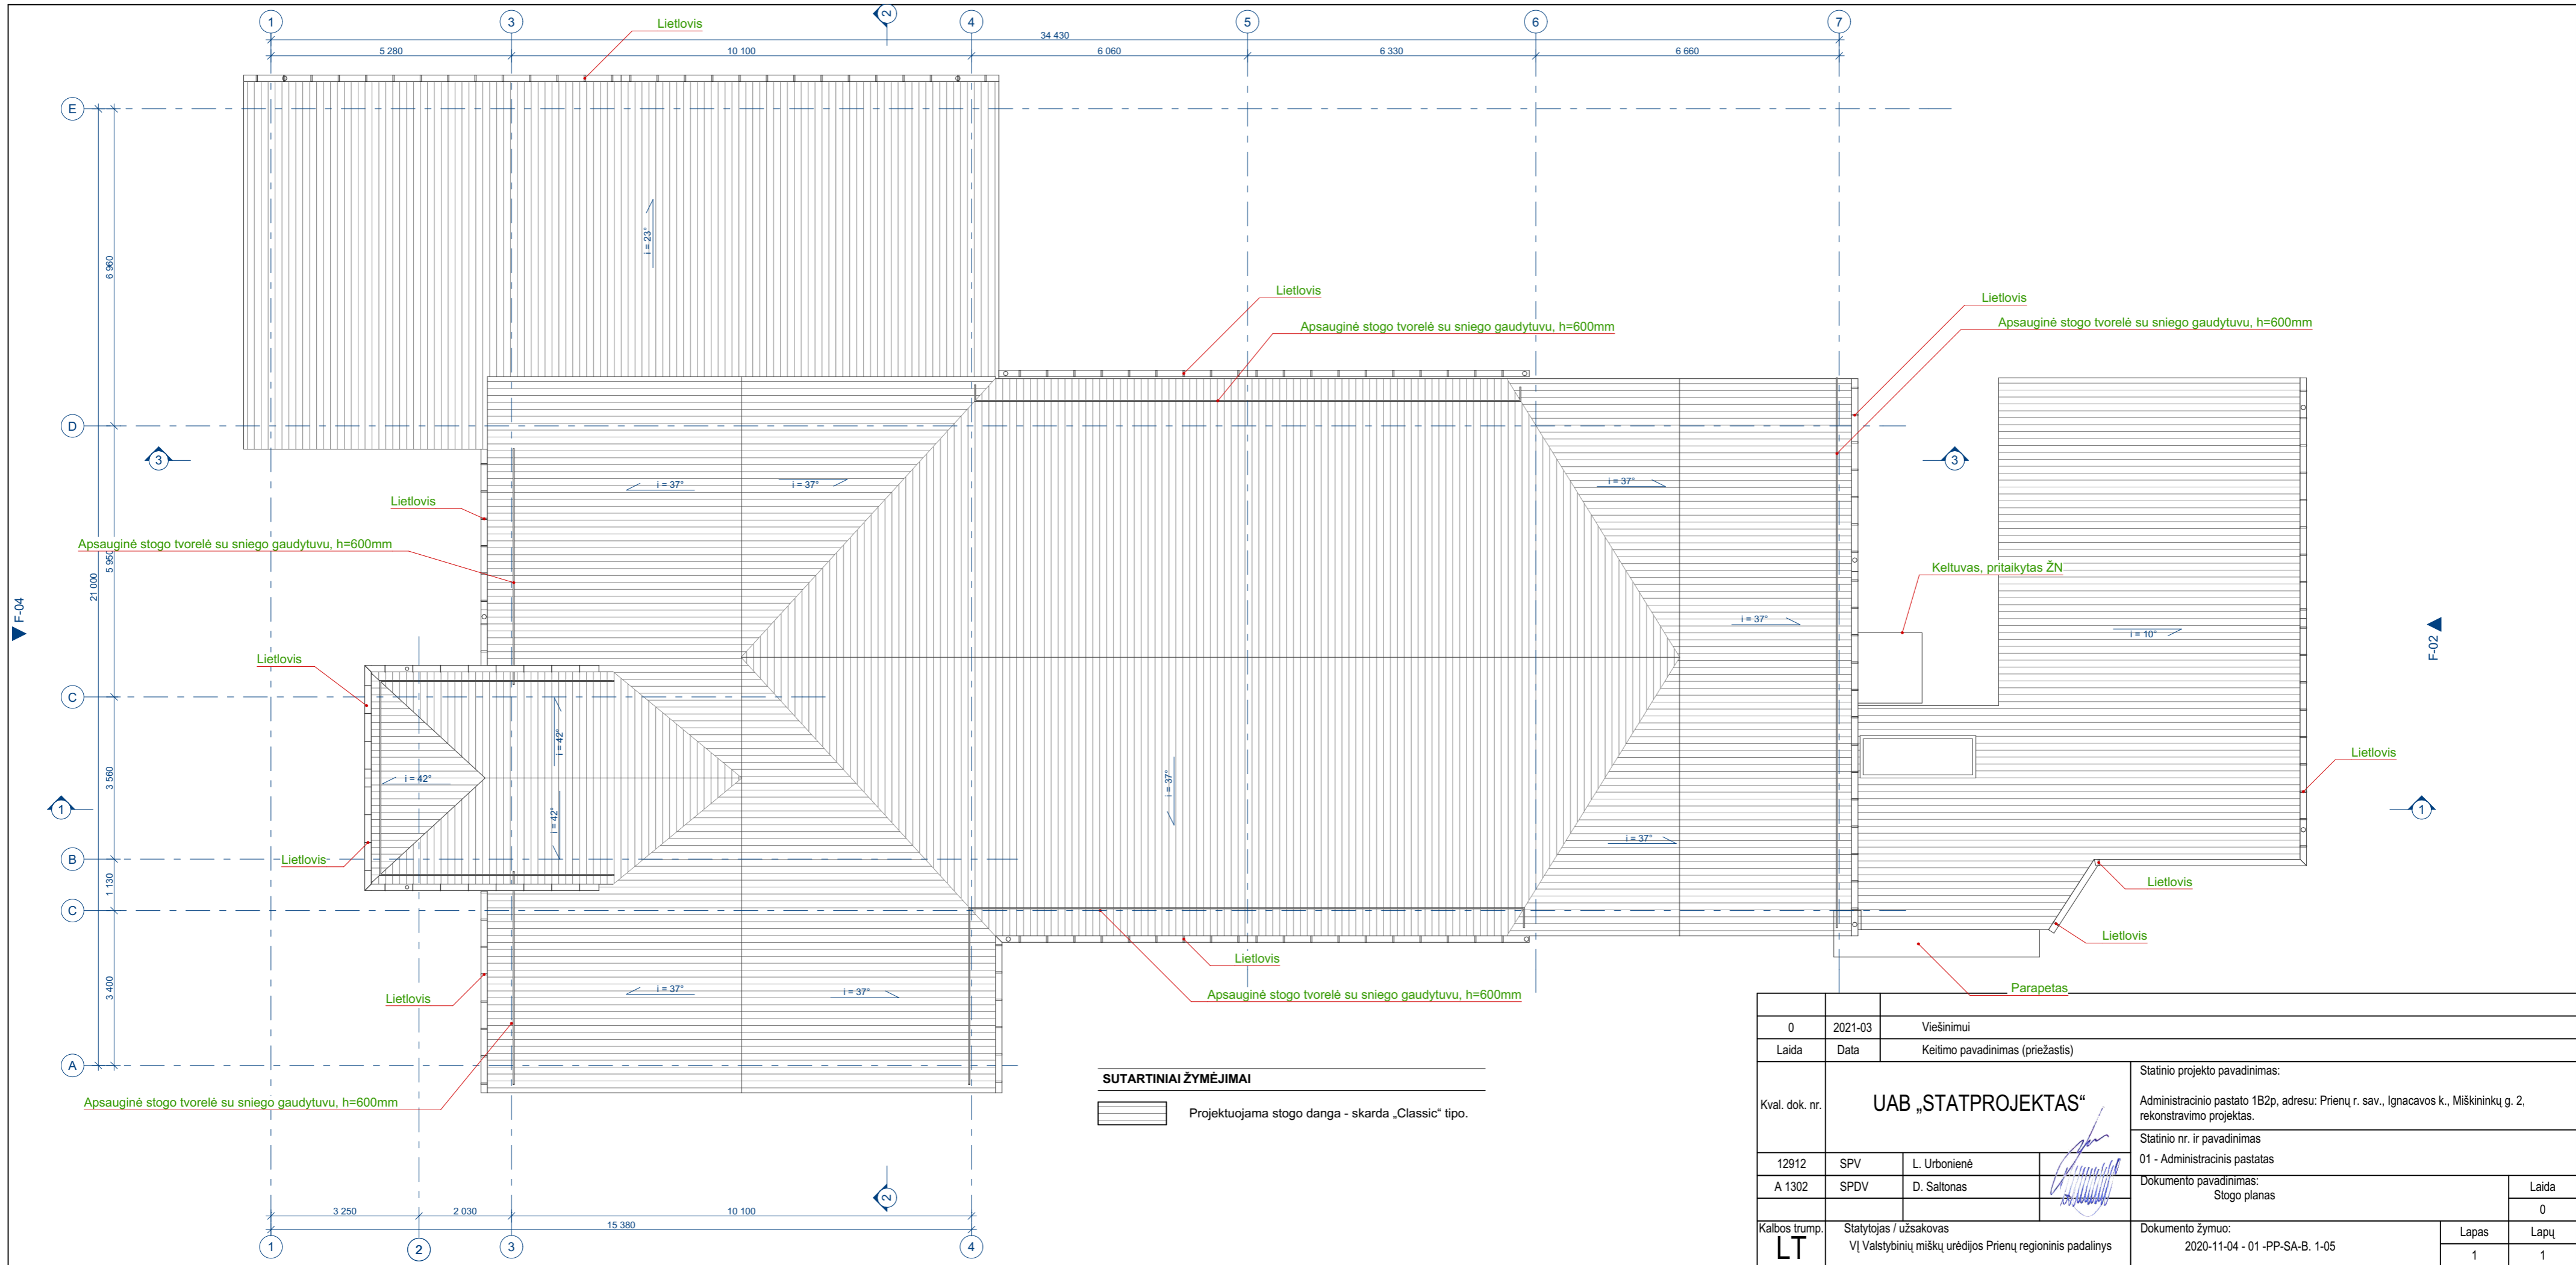 1
3
2
4
5
6
7
Lietlovis
34 430
5 280
10 100
6 060
6 330
6 660
E
6 960
i = 23°
Lietlovis
Lietlovis
Apsauginė stogo tvorelė su sniego gaudytuvu, h=600mm
Apsauginė stogo tvorelė su sniego gaudytuvu, h=600mm
D
3
3
i = 37°
i = 37°
i = 37°
Lietlovis
Apsauginė stogo tvorelė su sniego gaudytuvu, h=600mm
5 950
21 000
Keltuvas, pritaikytas ŽN
F-04
i = 37°
i = 10°
F-02
Lietlovis
C
i = 42°
3 560
i = 42°
i = 37°
Lietlovis
1
1
i = 42°
i = 37°
B
Lietlovis
1 130
Lietlovis
C
Lietlovis
Lietlovis
3 400
i = 37°
i = 37°
Lietlovis
Apsauginė stogo tvorelė su sniego gaudytuvu, h=600mm
Parapetas
A
Apsauginė stogo tvorelė su sniego gaudytuvu, h=600mm
SUTARTINIAI ŽYMĖJIMAI
Projektuojama stogo danga - skarda „Classic“ tipo.
2
3 250
2 030
10 100
15 380
1
2
3
4
0
2021-03
Viešinimui
Laida
Data
Keitimo pavadinimas (priežastis)
Kval. dok. nr.
UAB „STATPROJEKTAS“
Statinio projekto pavadinimas:
Administracinio pastato 1B2p, adresu: Prienų r. sav., Ignacavos k., Miškininkų g. 2,
rekonstravimo projektas.
Statinio nr. ir pavadinimas
01 - Administracinis pastatas
12912
SPV
L. Urbonienė
A 1302
SPDV
D. Saltonas
Dokumento pavadinimas:
Stogo planas
Laida
0
Kalbos trump.
LT
Statytojas / užsakovas
VĮ Valstybinių miškų urėdijos Prienų regioninis padalinys
Dokumento žymuo:
2020-11-04 - 01 -PP-SA-B. 1-05
Lapas
Lapų
1
1